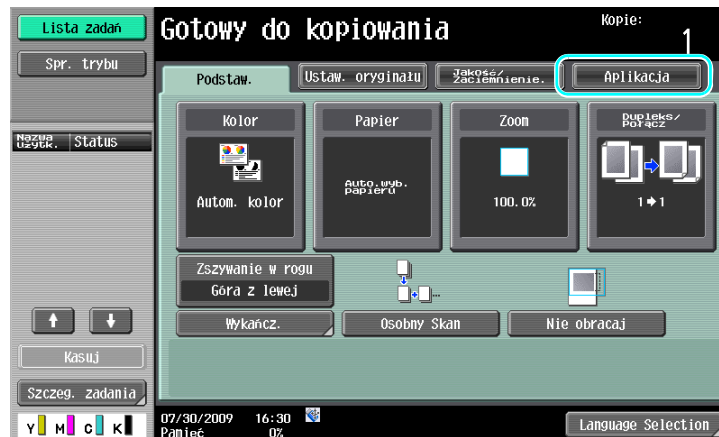 Lista zadań
Spr. trybu
Nazwa użytk.
Status
Kasuj
Szczeg. zadania
Y M C K
Gotowy do kopiowania
Kopie:
1
Podstaw.
Ustaw. oryginału
Jakość/
zaciemnienie.
Aplikacja
Kolor
Autom. kolor
Papier
Auto.wyb.
papieru
Zoom
100.0%
Dupleks/
Połącz
1→1
Zszywanie w rogu
Góra z lewej
Wykańcz.
Osobny Skan
Nie obracaj
07/30/2009 16:30
Pamięć 0%
Language Selection